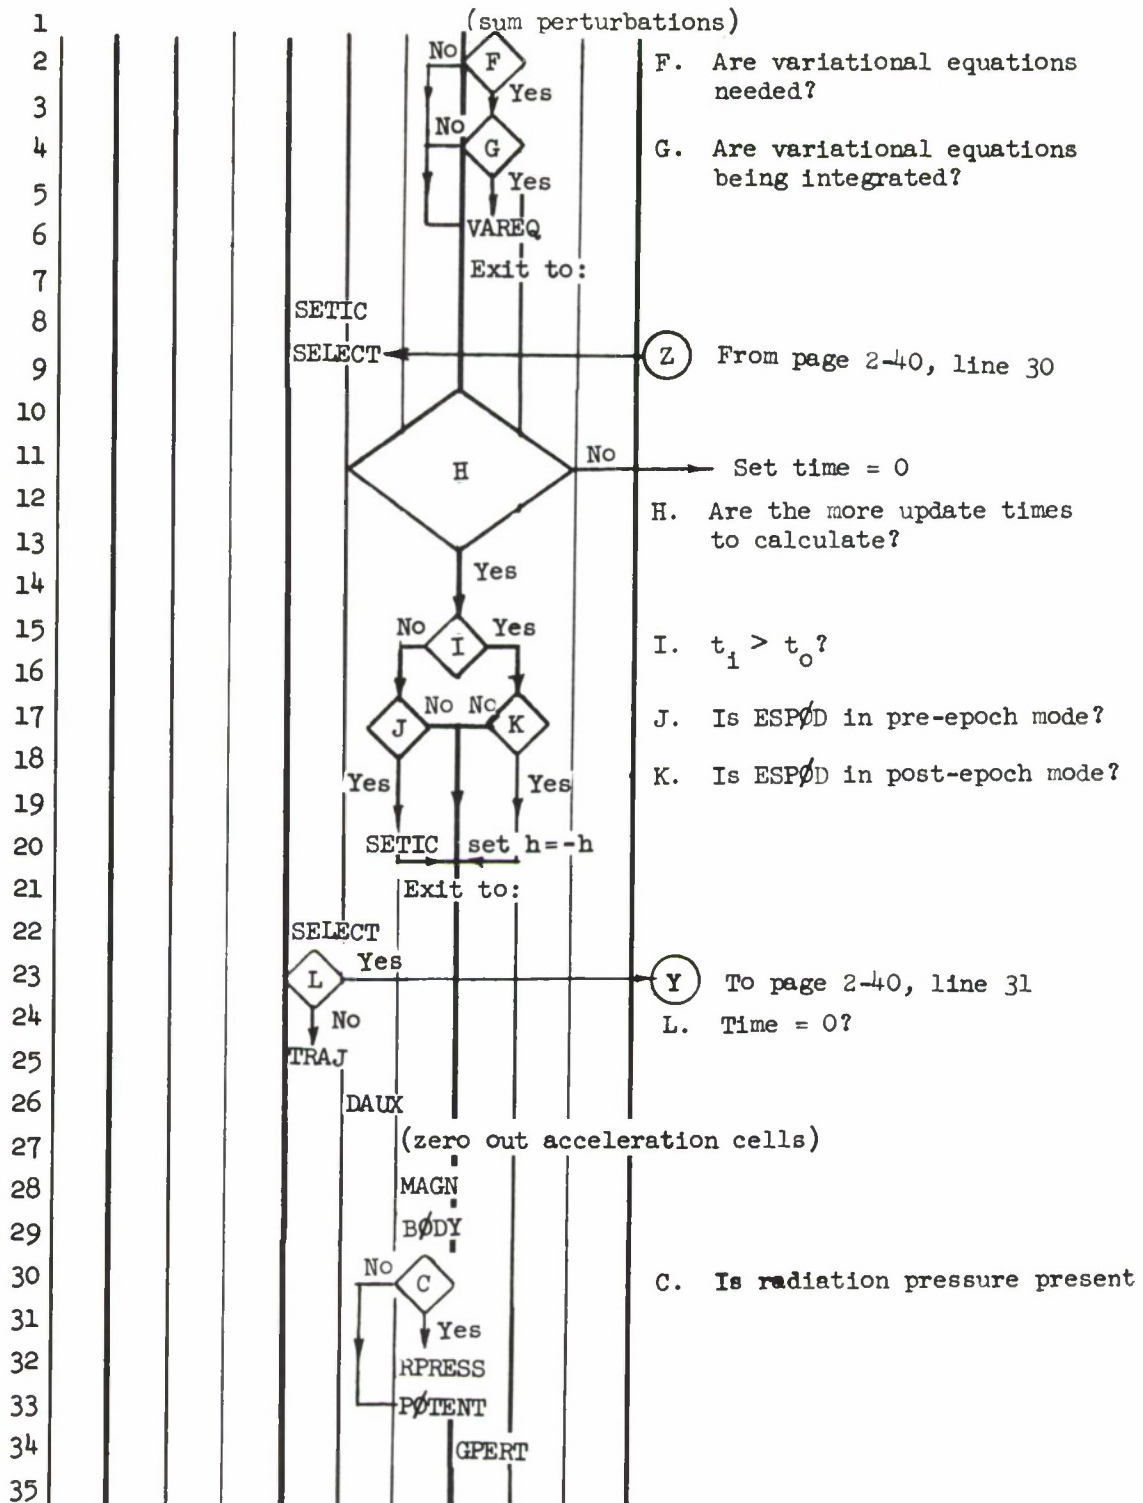 1 (sum perturbations)
2 No F F. Are variational equations
needed?
3 Yes
No
4 G G. Are variational equations
being integrated?
5 Yes
6 VAREQ
7 Exit to:
8 SETIC
9 SELECT Z From page 2-40, line 30
10
11 H No Set time = 0
12 H. Are the more update times
13 to calculate?
14 Yes
15 No I Yes I. ti > to?
16
17 J No No K J. Is ESPØD in pre-epoch mode?
18 K. Is ESPØD in post-epoch mode?
19 Yes Yes
20 SETIC set h=-h
21 Exit to:
22 SELECT
23 L Yes Y To page 2-40, line 31
24 No L. Time = 0?
25 TRAJ
26 DAUX
27 (zero out acceleration cells)
28 MAGN
29 BØDY
30 No C C. Is radiation pressure present
31 Yes
32 RPRESS
33 PØTENT
34 GPERT
35